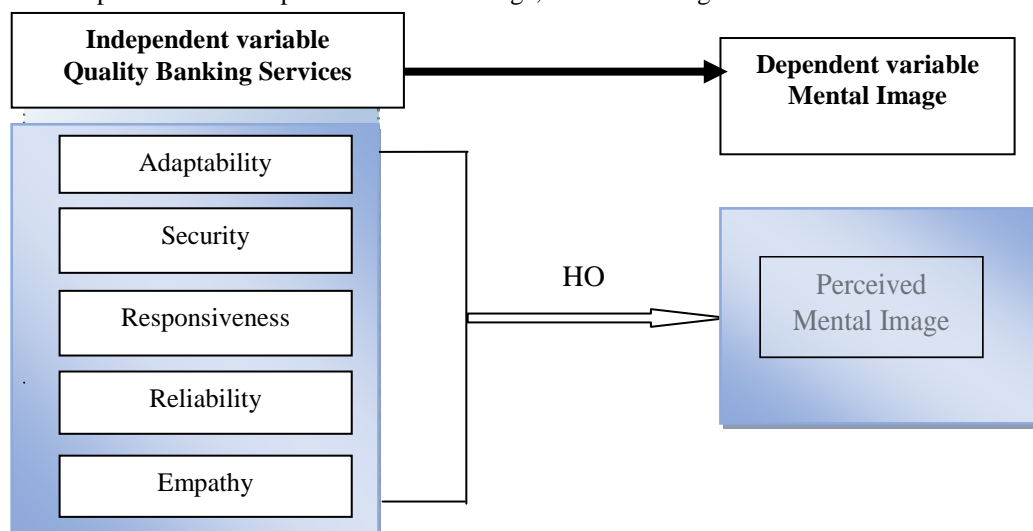 Independent variable
Quality Banking Services
Dependent variable
Mental Image
Adaptability
Security
Responsiveness
Reliability
Empathy
HO
Perceived
Mental Image